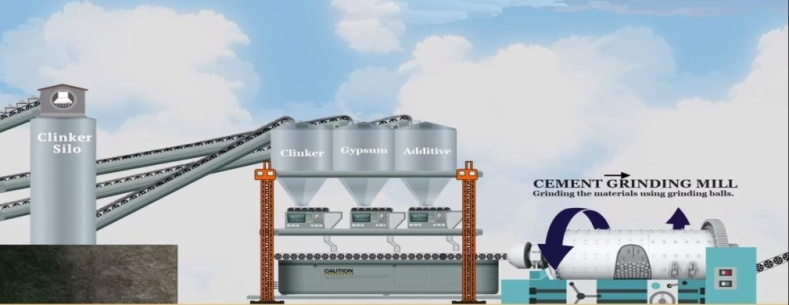 Clinker
Silo
Clinker
Gypsum
Additive
CAUTION
CEMENT GRINDING MILL
Grinding the materials using grinding balls.